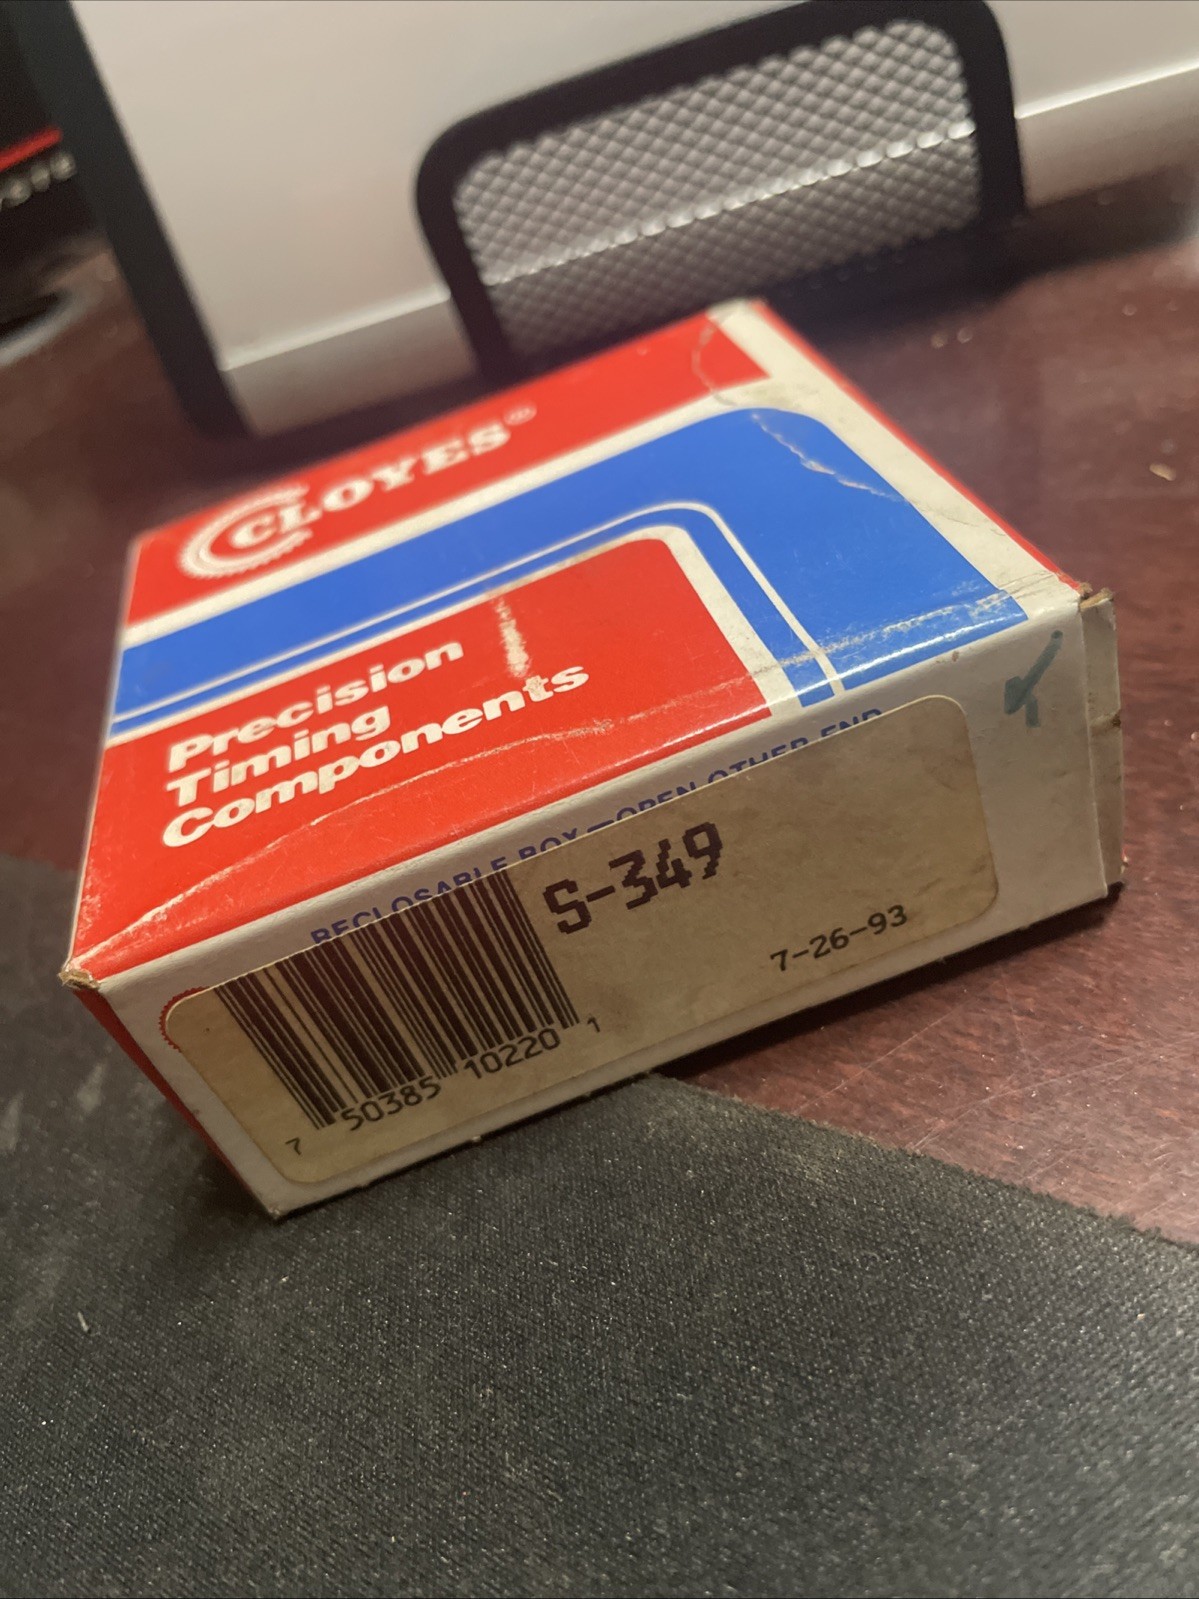 CLOYES®
Precision
Timing
Components
RECLOSABLE BOX—OPEN OTHER END
S-349
7-26-93
7 50385 10220 1